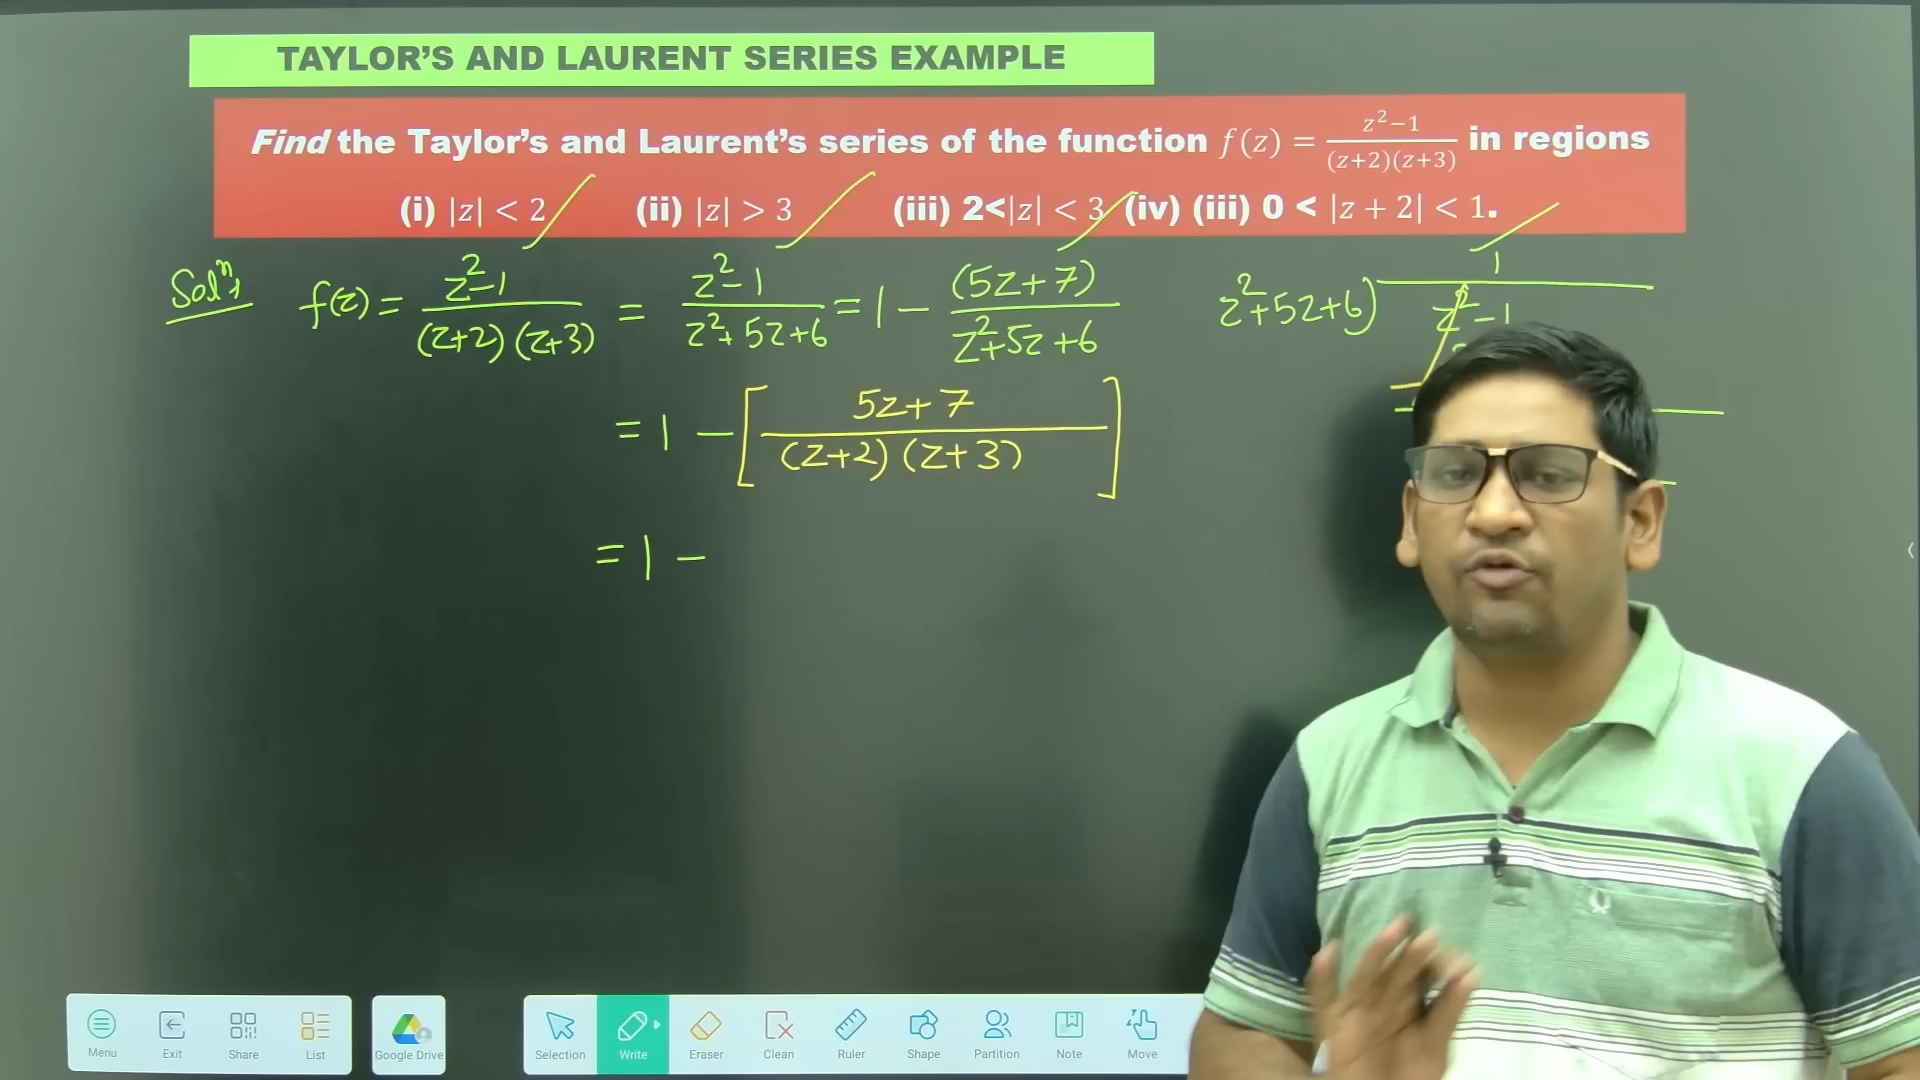 TAYLOR'S AND LAURENT SERIES EXAMPLE
Find the Taylor's and Laurent's series of the function f(z) = z²−1 / (z+2)(z+3) in regions
(i) |z| < 2 (ii) |z| > 3 (iii) 2<|z| < 3 (iv) (iii) 0 < |z + 2| < 1.
Solⁿ, f(z) = z²−1 / (z+2)(z+3) = z²−1 / z²+5z+6 = 1 − (5z+7) / z²+5z+6
1
z²+5z+6) z²−1
= 1 − [ 5z+7 / (z+2)(z+3) ]
= 1 −
Menu Exit Share List Google Drive Selection Write Eraser Clean Ruler Shape Partition Note Move